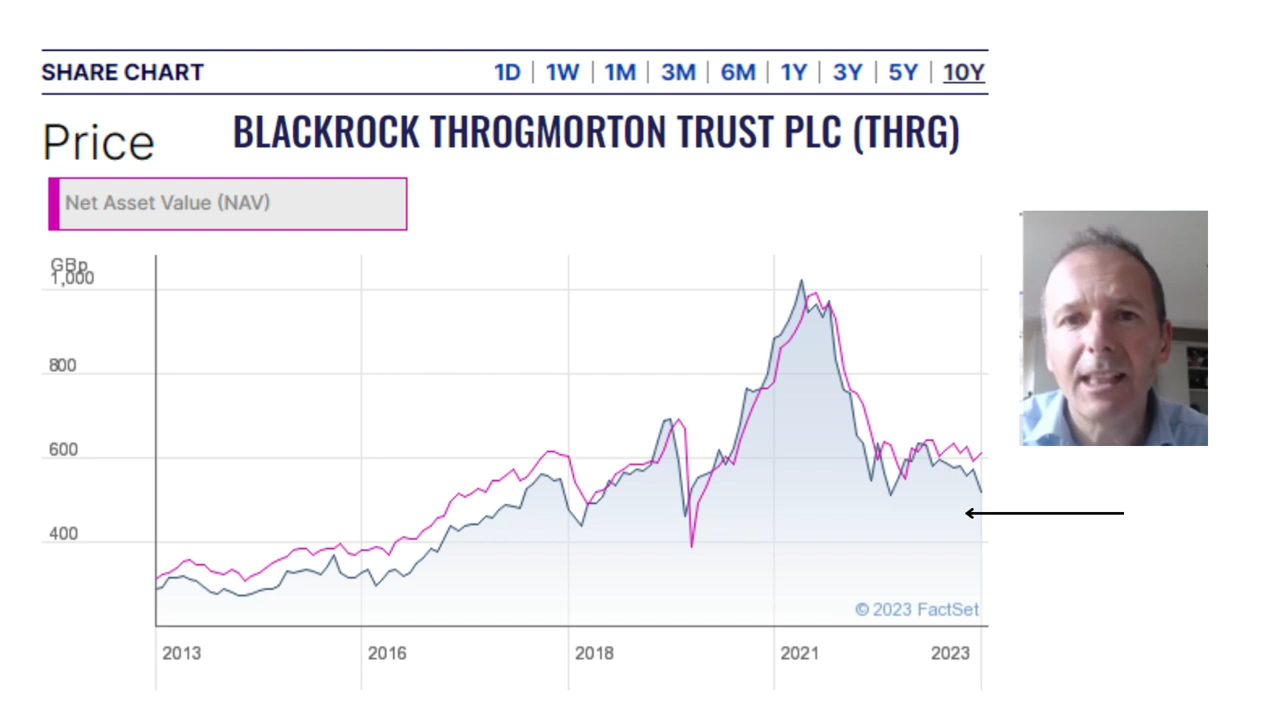 SHARE CHART
1D | 1W | 1M | 3M | 6M | 1Y | 3Y | 5Y | 10Y
Price
BLACKROCK THROGMORTON TRUST PLC (THRG)
Net Asset Value (NAV)
GBp
1,000
800
600
400
© 2023 FactSet
2013 2016 2018 2021 2023